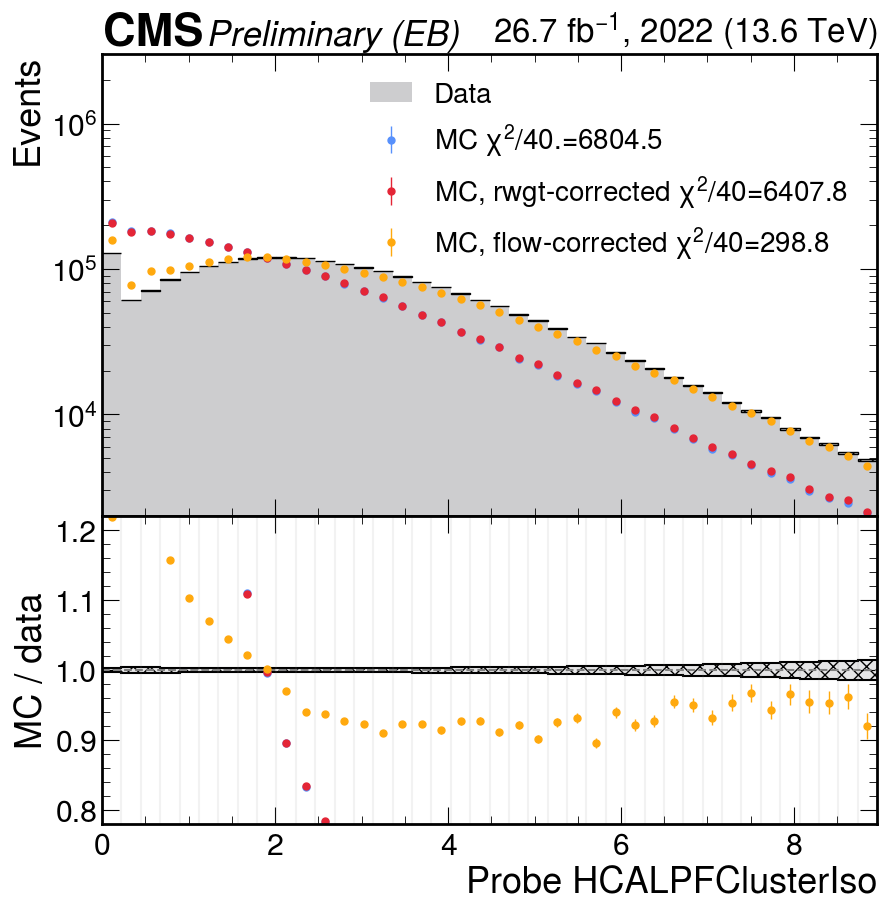 CMS Preliminary (EB) 26.7 fb⁻¹, 2022 (13.6 TeV)
Events
Data
MC χ²/40.=6804.5
MC, rwgt-corrected χ²/40=6407.8
MC, flow-corrected χ²/40=298.8
10⁶
10⁵
10⁴
MC / data
1.2
1.1
1.0
0.9
0.8
0 2 4 6 8
Probe HCALPFClusterIso